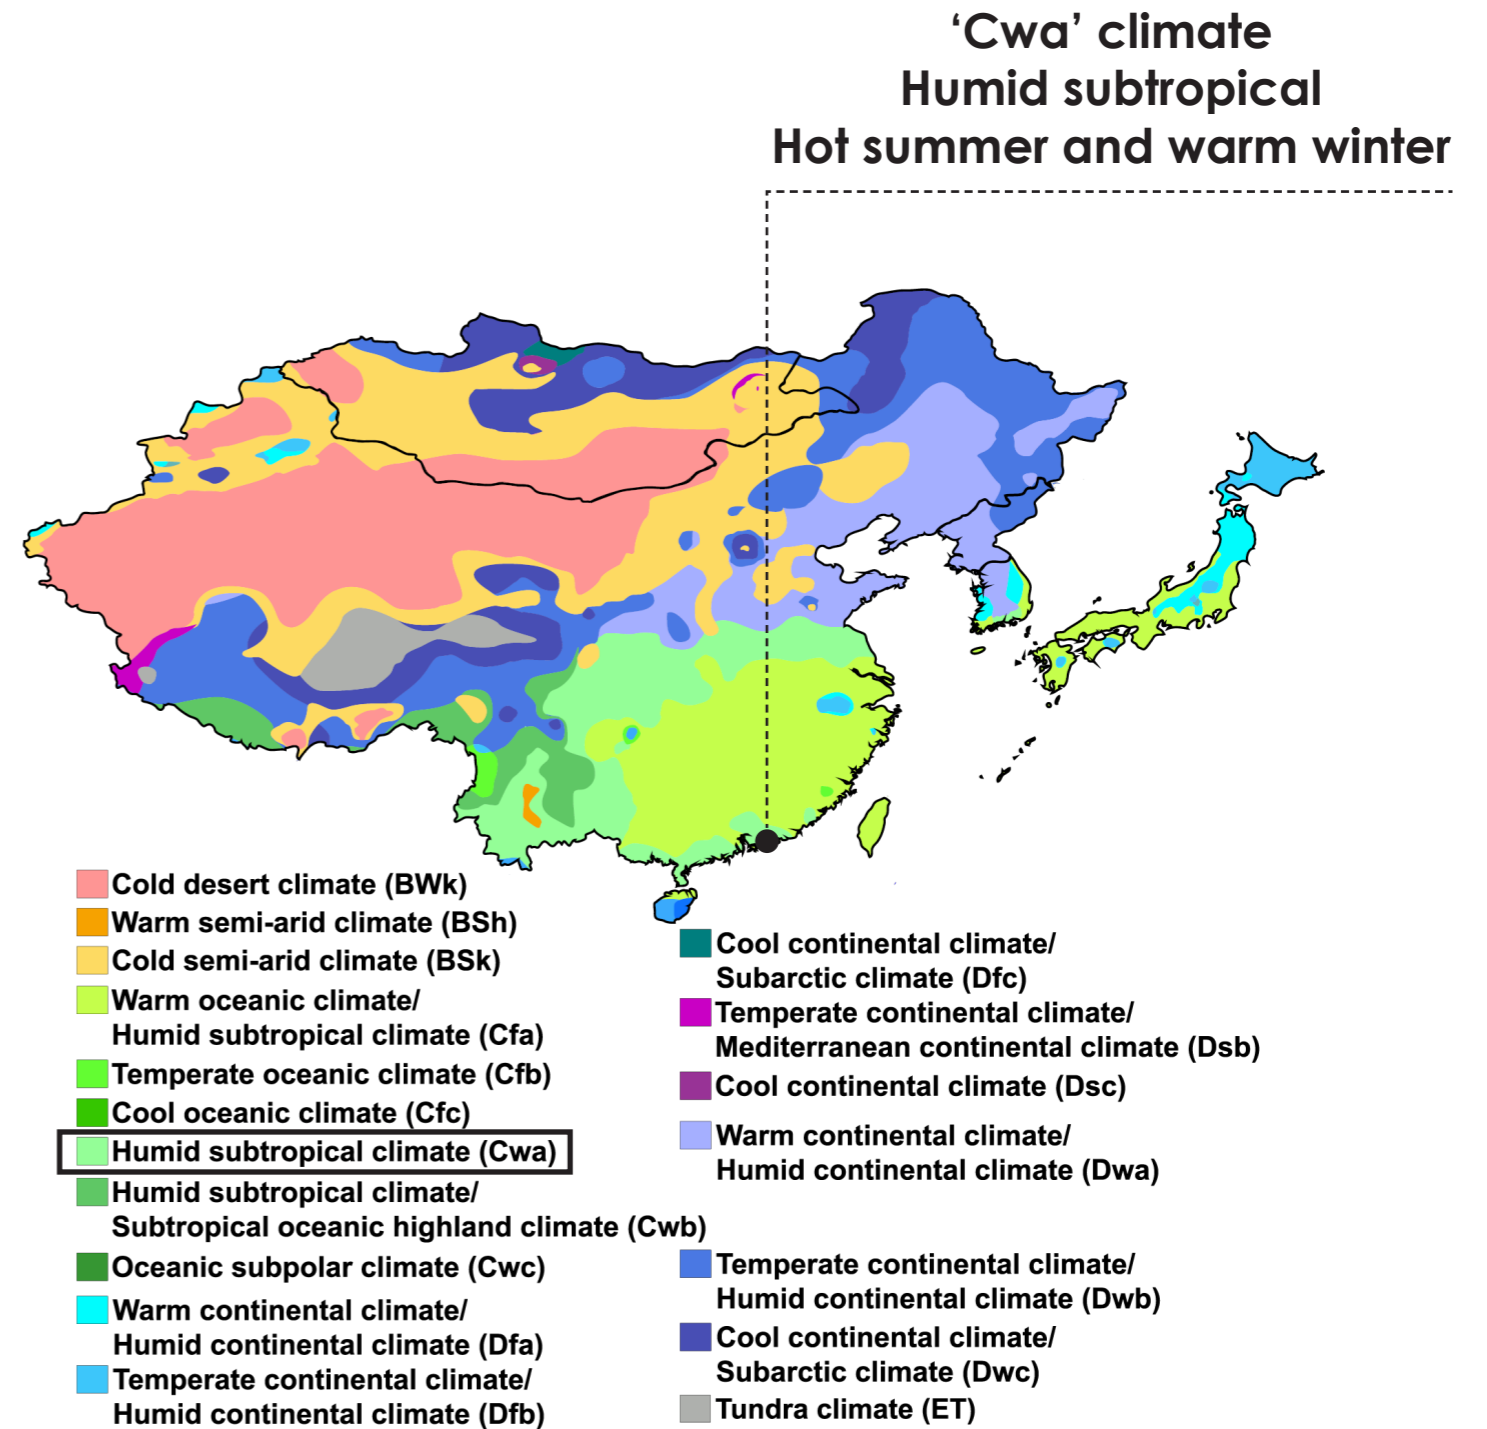 ‘Cwa’ climate
Humid subtropical
Hot summer and warm winter
Cold desert climate (BWk)
Warm semi-arid climate (BSh)
Cold semi-arid climate (BSk)
Warm oceanic climate/
Humid subtropical climate (Cfa)
Temperate oceanic climate (Cfb)
Cool oceanic climate (Cfc)
Humid subtropical climate (Cwa)
Humid subtropical climate/
Subtropical oceanic highland climate (Cwb)
Oceanic subpolar climate (Cwc)
Warm continental climate/
Humid continental climate (Dfa)
Temperate continental climate/
Humid continental climate (Dfb)
Cool continental climate/
Subarctic climate (Dfc)
Temperate continental climate/
Mediterranean continental climate (Dsb)
Cool continental climate (Dsc)
Warm continental climate/
Humid continental climate (Dwa)
Temperate continental climate/
Humid continental climate (Dwb)
Cool continental climate/
Subarctic climate (Dwc)
Tundra climate (ET)